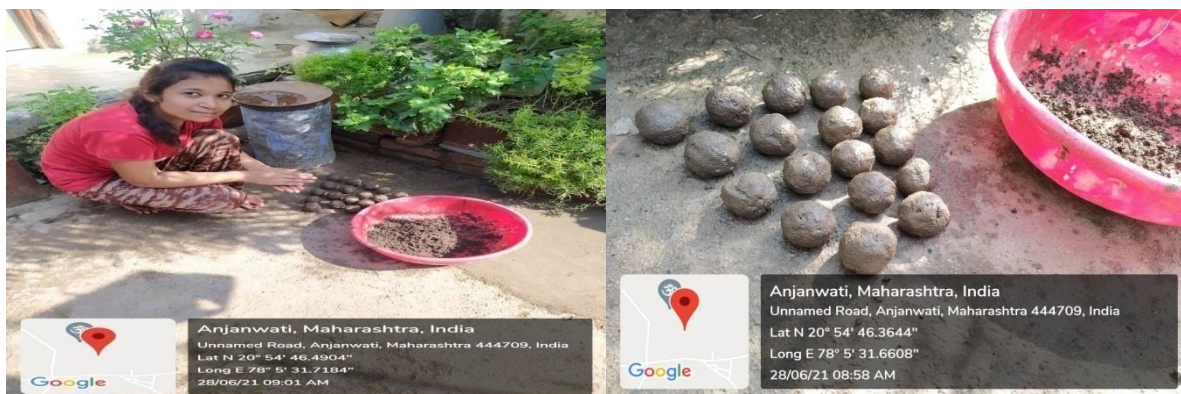 Anjanwati, Maharashtra, India
Unnamed Road, Anjanwati, Maharashtra 444709, India
Lat N 20° 54' 46.4904"
Long E 78° 5' 31.7184"
28/06/21 09:01 AM
Google
Anjanwati, Maharashtra, India
Unnamed Road, Anjanwati, Maharashtra 444709, India
Lat N 20° 54' 46.3644"
Long E 78° 5' 31.6608"
28/06/21 08:58 AM
Google